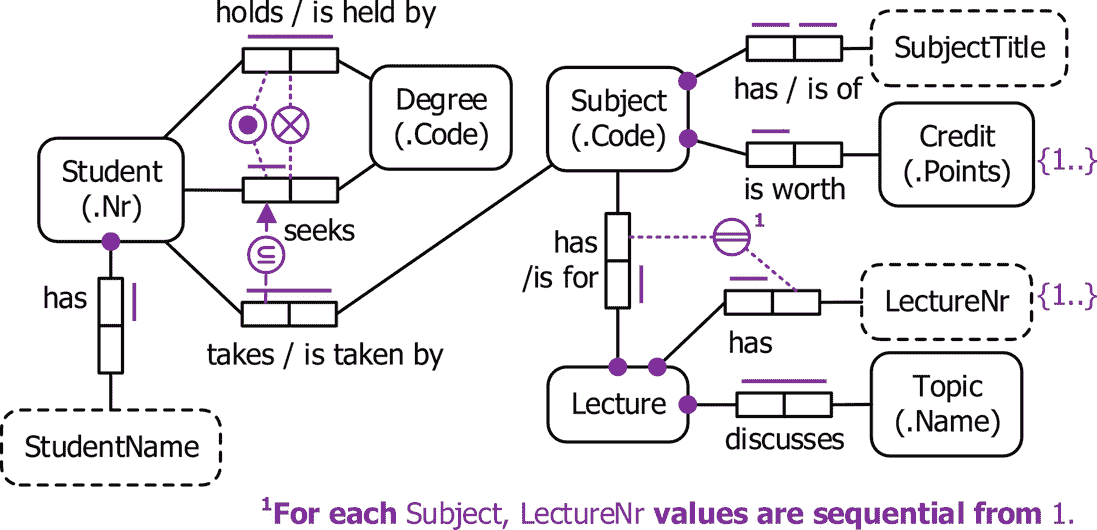 holds / is held by
Degree
(.Code)
Student
(.Nr)
seeks
has
takes / is taken by
StudentName
Subject
(.Code)
SubjectTitle
has / is of
Credit
(.Points)
{1..}
is worth
has
/is for
1
LectureNr
{1..}
has
Lecture
Topic
(.Name)
discusses
1For each Subject, LectureNr values are sequential from 1.